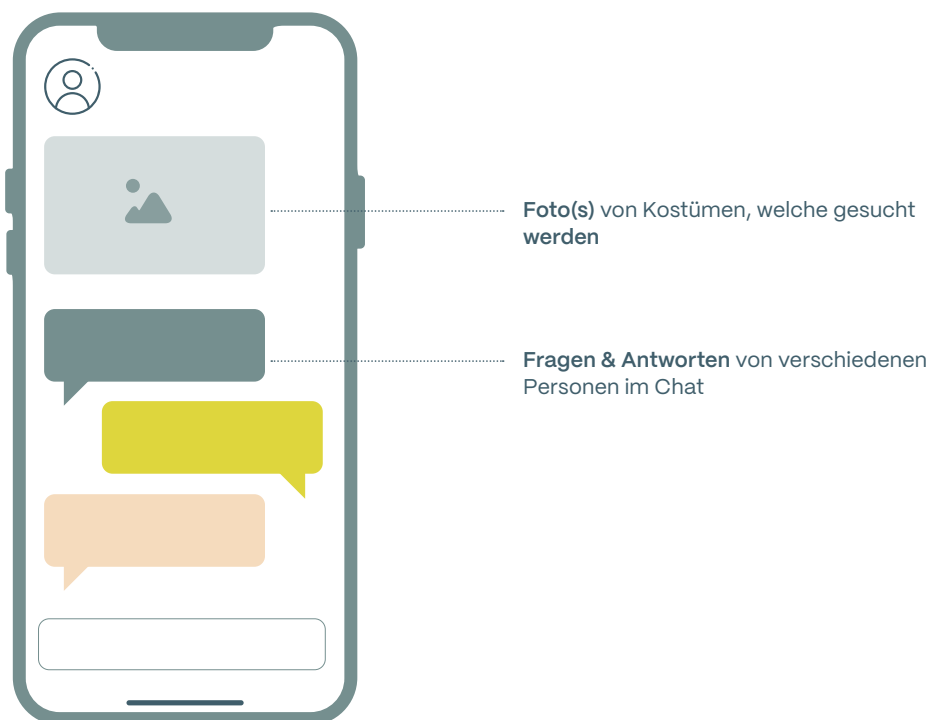 Foto(s) von Kostümen, welche gesucht
werden
Fragen & Antworten von verschiedenen
Personen im Chat